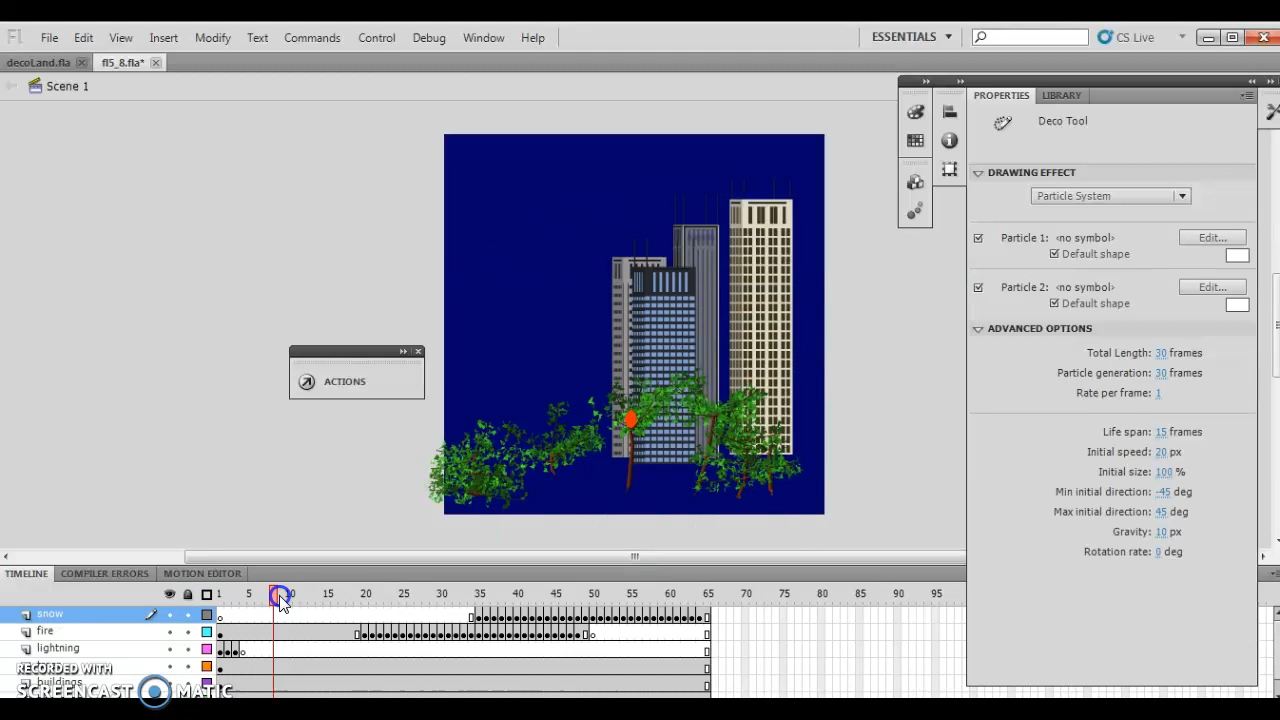 Fl File Edit View Insert Modify Text Commands Control Debug Window Help ESSENTIALS CS Live
decoLand.fla fl5_8.fla*
Scene 1
PROPERTIES LIBRARY
Deco Tool
DRAWING EFFECT
Particle System
Particle 1: <no symbol> Edit...
Default shape
Particle 2: <no symbol> Edit...
Default shape
ADVANCED OPTIONS
Total Length: 30 frames
Particle generation: 30 frames
Rate per frame: 1
Life span: 15 frames
Initial speed: 20 px
Initial size: 100 %
Min initial direction: -45 deg
Max initial direction: 45 deg
Gravity: 10 px
Rotation rate: 0 deg
ACTIONS
TIMELINE COMPILER ERRORS MOTION EDITOR
1 5 10 15 20 25 30 35 40 45 50 55 60 65 70 75 80 85 90 95
snow
fire
lightning
buildings
RECORDED WITH
SCREENCAST MATIC